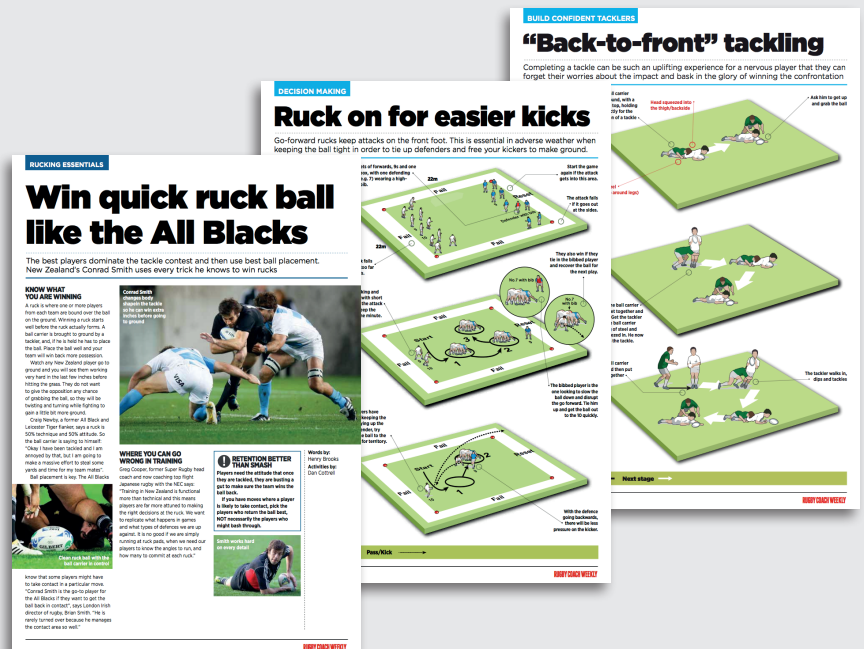 BUILD CONFIDENT TACKLERS
“Back-to-front” tackling
Completing a tackle can be such an uplifting experience for a nervous player that they can
forget their worries about the impact and bask in the glory of winning the confrontation
Head squeezed into
the thigh/backside
Ask him to get up
and grab the ball
around legs)
The tackler walks in,
dips and tackles
Next stage
RUGBY COACH WEEKLY
DECISION MAKING
Ruck on for easier kicks
Go-forward rucks keep attacks on the front foot. This is essential in adverse weather when
keeping the ball tight in order to tie up defenders and free your kickers to make ground.
22m
Fail
Reset
Start the game
again if the attack
gets into this area.
The attack fails
if it goes out
at the sides.
22m
Fail
Fail
They also win if they
tie in the bibbed player
and recover the ball for
the next play.
No.7 with bib
No.7
with bib
Fail
Start
Reset
1
2
3
Fail
The bibbed player is the
one looking to slow the
ball down and disrupt
the go forward. Tie him
up and get the ball out
to the 10 quickly.
Fail
Start
Reset
1
2
Fail
With the defence
going backwards,
there will be less
pressure on the kicker.
Pass/Kick
RUGBY COACH WEEKLY
RUCKING ESSENTIALS
Win quick ruck ball
like the All Blacks
The best players dominate the tackle contest and then use best ball placement.
New Zealand’s Conrad Smith uses every trick he knows to win rucks
KNOW WHAT
YOU ARE WINNING
A ruck is where one or more players
from each team are bound over the ball
on the ground. Winning a ruck starts
well before the ruck actually forms. A
ball carrier is brought to ground by a
tackler, and, if he is held he has to place
the ball. Place the ball well and your
team will win back more possession.
Watch any New Zealand player go to
ground and you will see them working
very hard in the last few inches before
hitting the grass. They do not want
to give the opposition any chance
of grabbing the ball, so they will be
twisting and turning while fighting to
gain a little bit more ground.
Craig Newby, a former All Black and
Leicester Tiger flanker, says a ruck is
50% technique and 50% attitude. So
the ball carrier is saying to himself:
“Okay I have been tackled and I am
annoyed by that, but I am going to
make a massive effort to steal some
yards and time for my team mates”.
Ball placement is key. The All Blacks
GILBERT
Clean ruck ball with the
ball carrier in control
know that some players might have
to take contact in a particular move.
“Conrad Smith is the go-to player for
the All Blacks if they want to get the
ball back in contact”, says London Irish
director of rugby, Brian Smith. “He is
rarely turned over because he manages
the contact area so well.”
Conrad Smith
changes body
shape in the tackle
so he can win extra
inches before going
to ground
VISA
WHERE YOU CAN GO
WRONG IN TRAINING
Greg Cooper, former Super Rugby head
coach and now coaching top flight
Japanese rugby with the NEC says:
“Training in New Zealand is functional
more than technical and this means
players are far more attuned to making
the right decisions at the ruck. We want
to replicate what happens in games
and what types of defences we are up
against. It is no good if we are simply
running at ruck pads, when we need our
players to know the angles to run, and
how many to commit at each ruck.”
RETENTION BETTER
THAN SMASH
Players need the attitude that once
they are tackled, they are busting a
gut to make sure the team wins the
ball back.
If you have moves where a player
is likely to take contact, pick the
players who return the ball best,
NOT necessarily the players who
might bash through.
Smith works hard
on every detail
Words by:
Henry Brooks
Activities by:
Dan Cottrell
RUGBY COACH WEEKLY